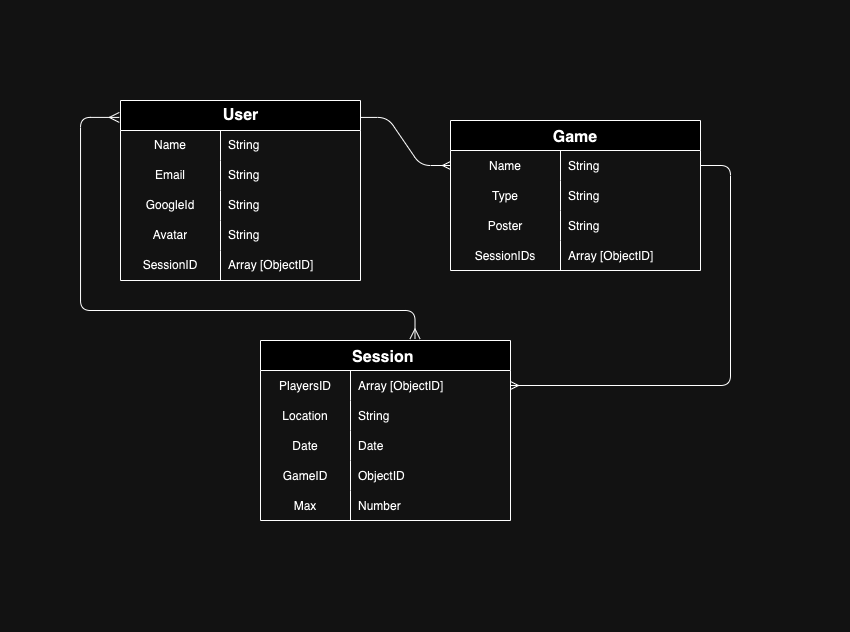 User
Name String
Email String
GoogleId String
Avatar String
SessionID Array [ObjectID]
Game
Name String
Type String
Poster String
SessionIDs Array [ObjectID]
Session
PlayersID Array [ObjectID]
Location String
Date Date
GameID ObjectID
Max Number